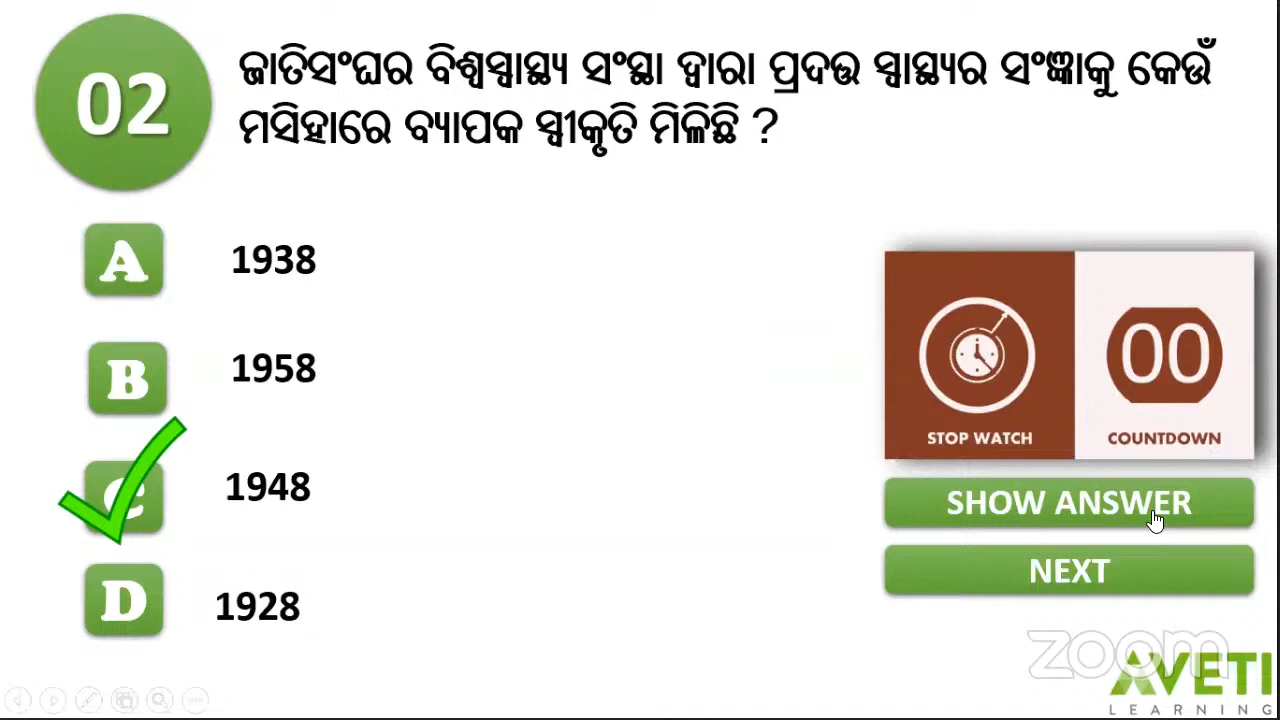 02
ଜାତିସଂଘର ବିଶ୍ୱସ୍ୱାସ୍ଥ୍ୟ ସଂସ୍ଥା ଦ୍ୱାରା ପ୍ରଦତ୍ତ ସ୍ୱାସ୍ଥ୍ୟର ସଂଜ୍ଞାକୁ କେଉଁ
ମସିହାରେ ବ୍ୟାପକ ସ୍ୱୀକୃତି ମିଳିଛି ?
A 1938
B 1958
C 1948
D 1928
00
STOP WATCH COUNTDOWN
SHOW ANSWER
NEXT
zoom
AVETI
LEARNING